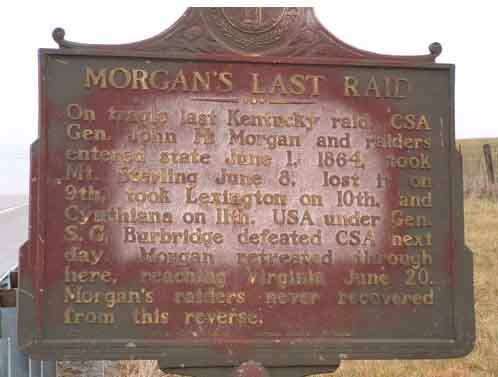 MORGAN'S LAST RAID
On tragic last Kentucky raid, CSA
Gen. John H. Morgan and raiders
entered state June 1, 1864, took
Mt. Sterling June 8, lost it on
9th, took Lexington on 10th, and
Cynthiana on 11th. USA under Gen.
S. G. Burbridge defeated CSA next
day. Morgan retreated through
here, reaching Virginia June 20.
Morgan's raiders never recovered
from this reverse.